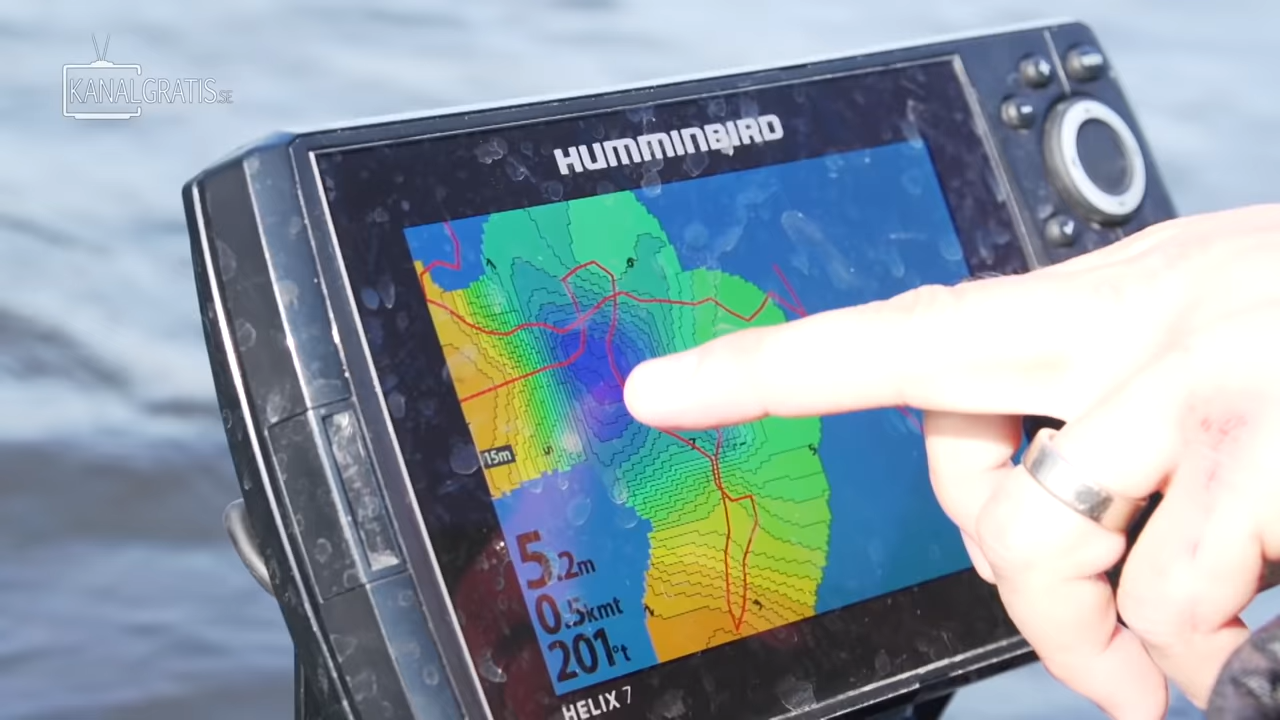 KANALGRATIS.SE
HUMMINBIRD
15m
5.2m
0.5kmt
201°t
HELIX 7